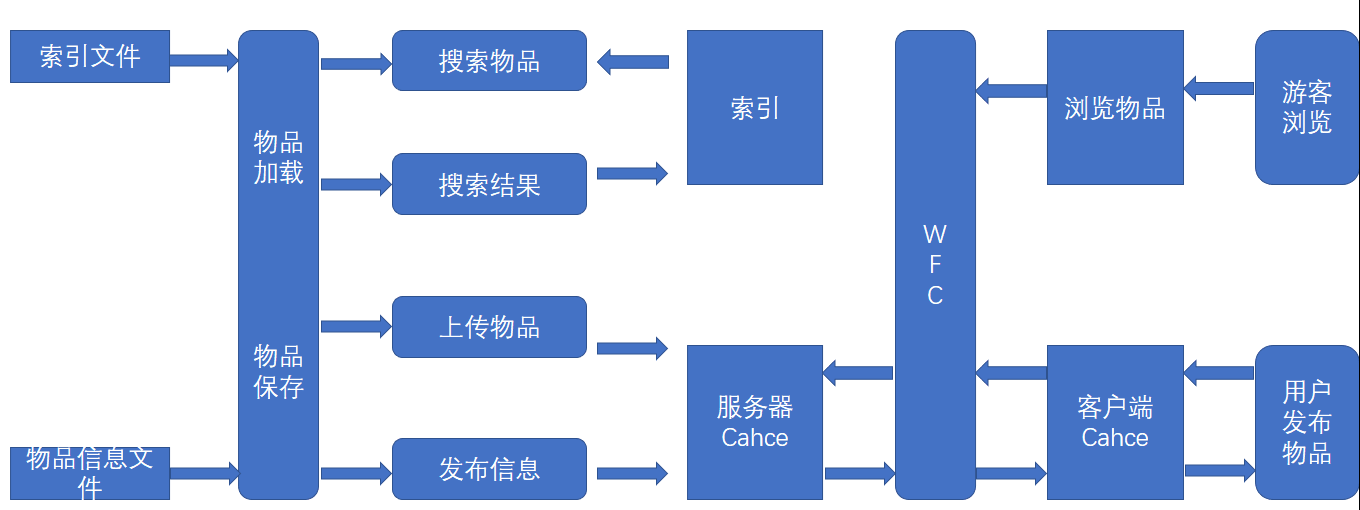 索引文件
物品
加载
物品
保存
物品信息文
件
搜索物品
搜索结果
上传物品
发布信息
索引
服务器
Cahce
W
F
C
浏览物品
客户端
Cahce
游客
浏览
用户
发布
物品